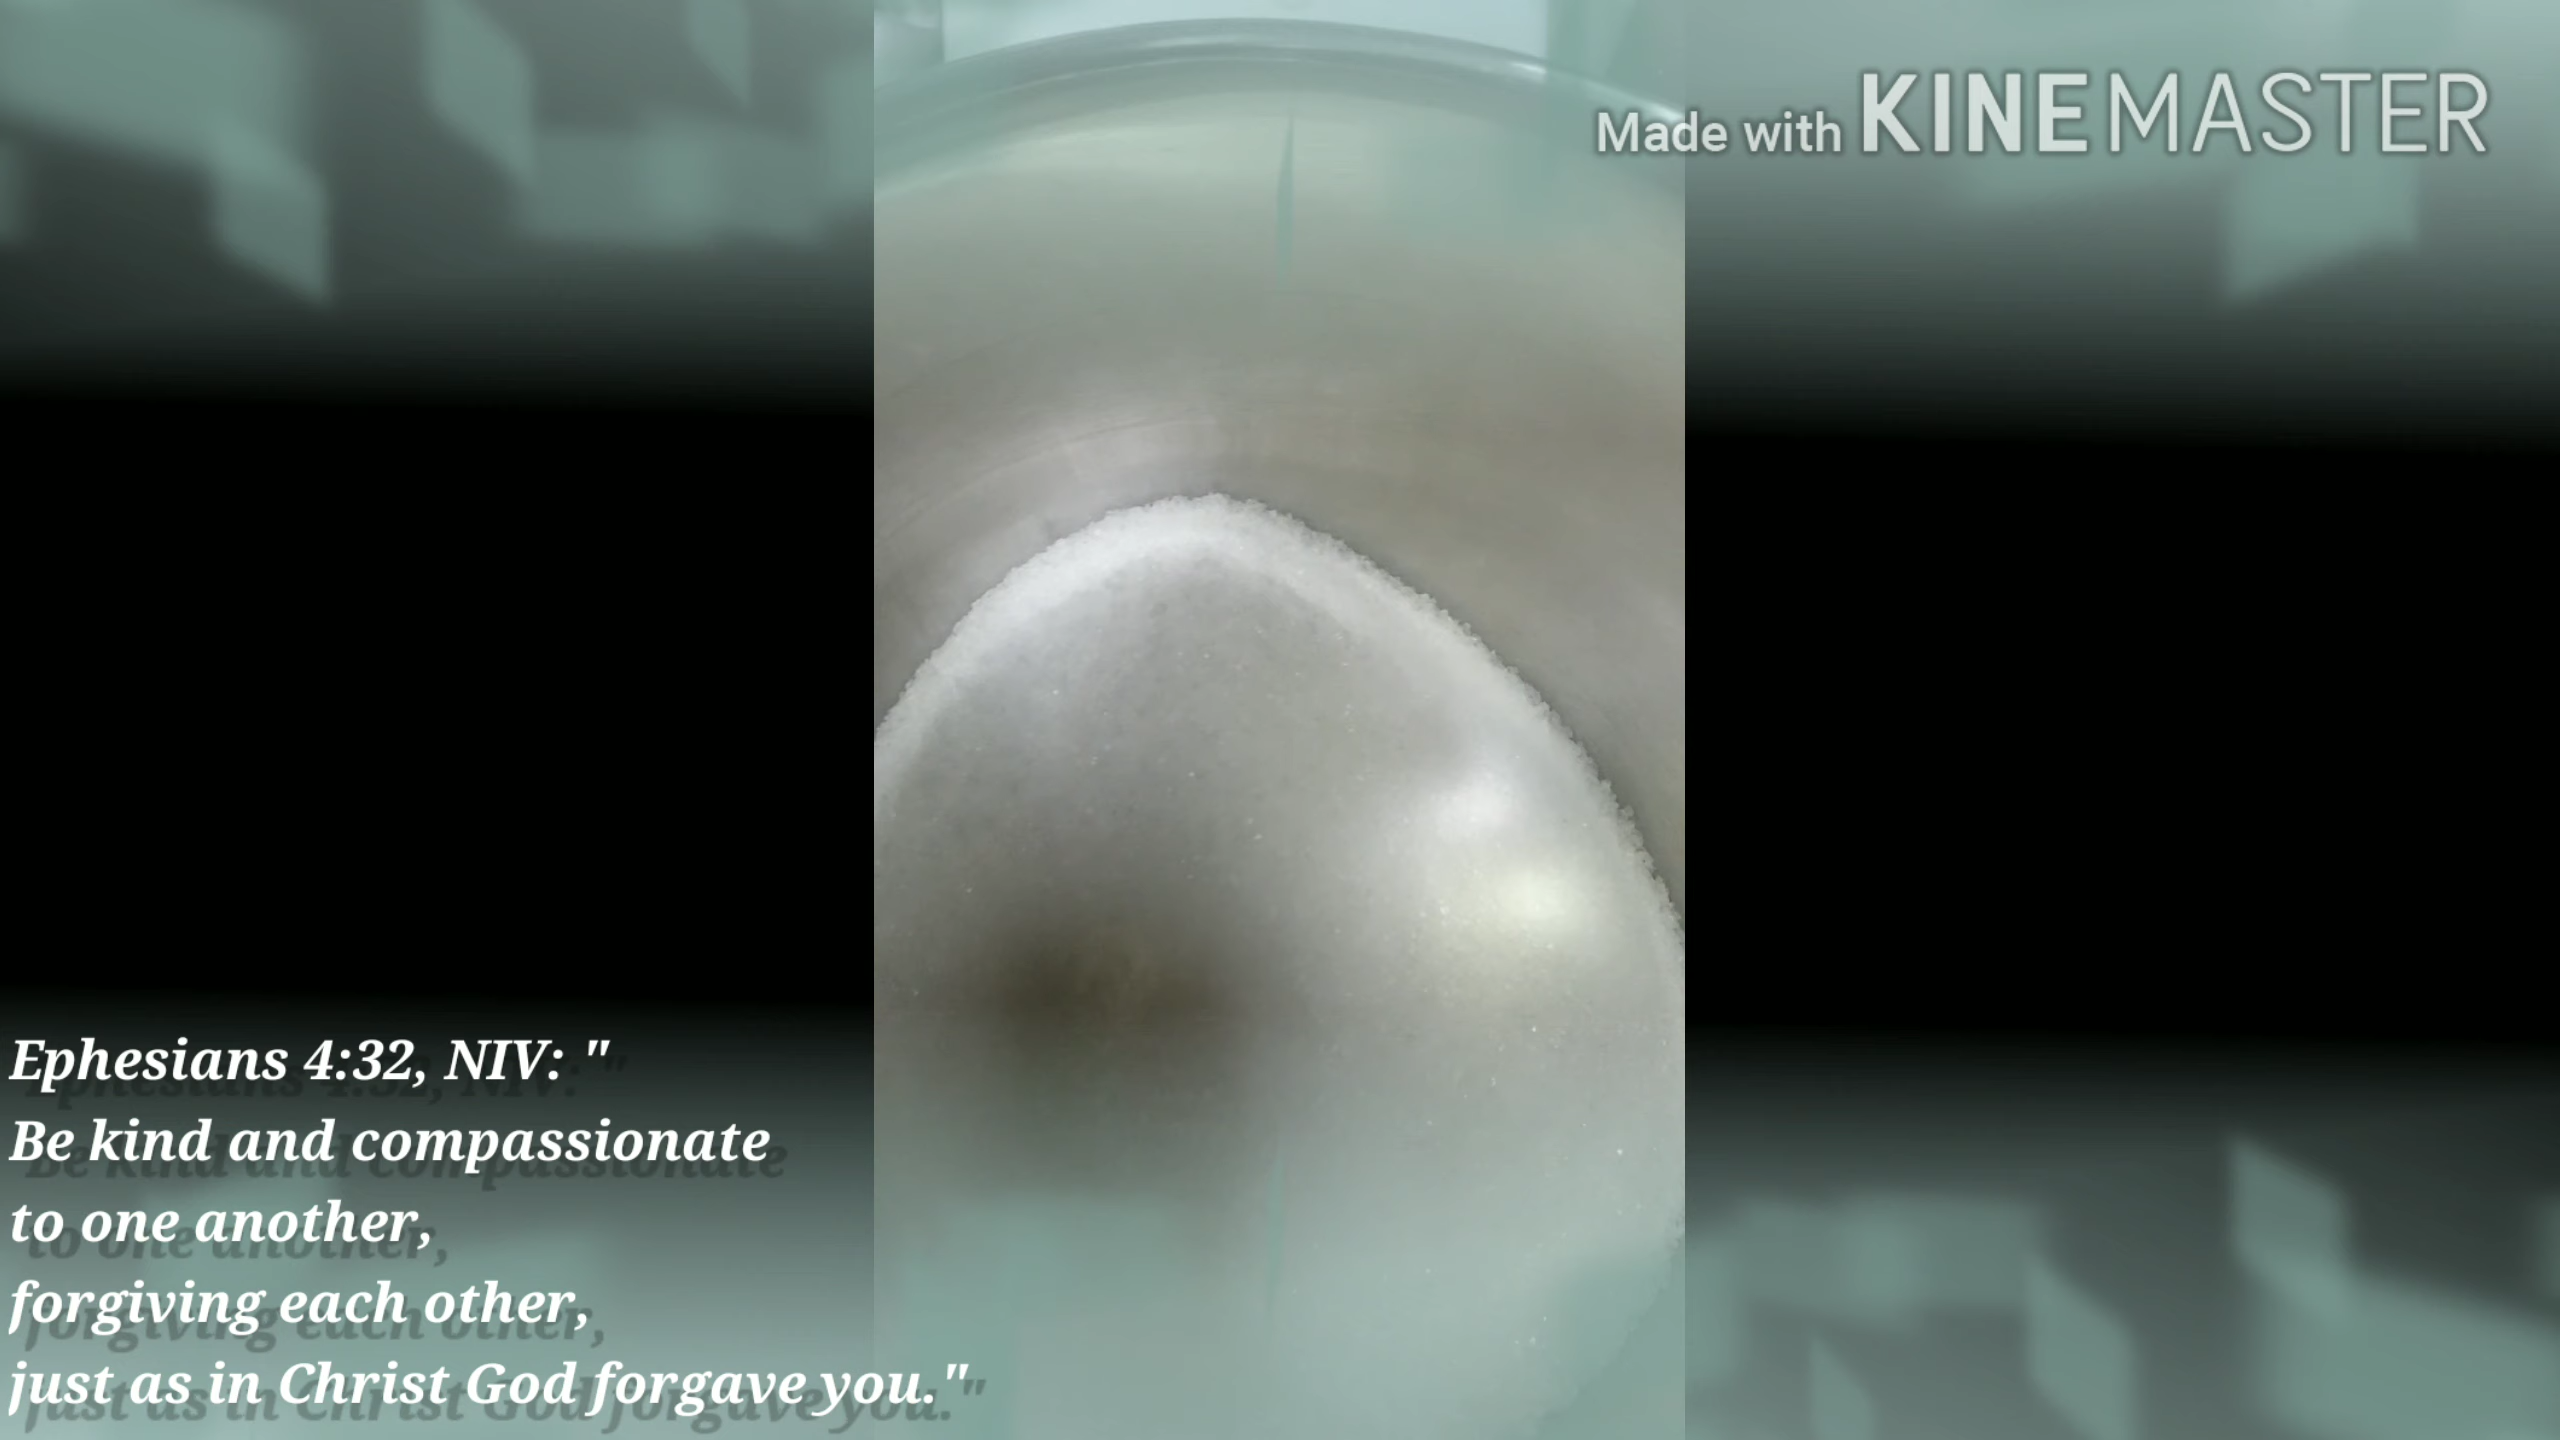 Made with KINEMASTER
Ephesians 4:32, NIV: "
Be kind and compassionate
to one another,
forgiving each other,
just as in Christ God forgave you."